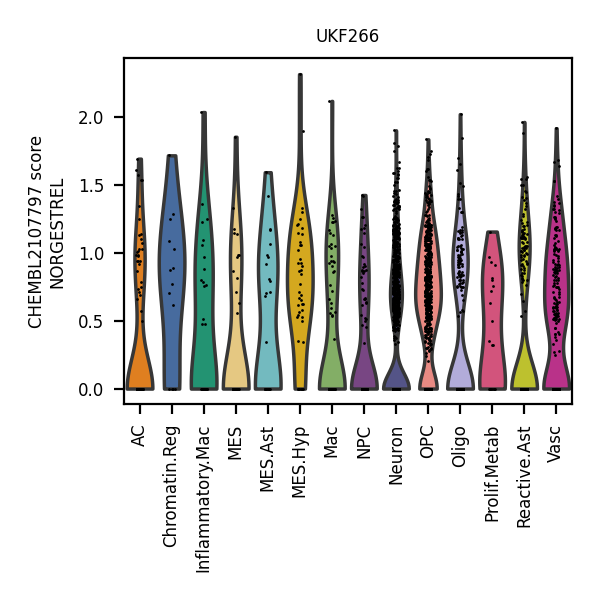 UKF266
CHEMBL2107797 score
NORGESTREL
2.0
1.5
1.0
0.5
0.0
AC
Chromatin.Reg
Inflammatory.Mac
MES
MES.Ast
MES.Hyp
Mac
NPC
Neuron
OPC
Oligo
Prolif.Metab
Reactive.Ast
Vasc